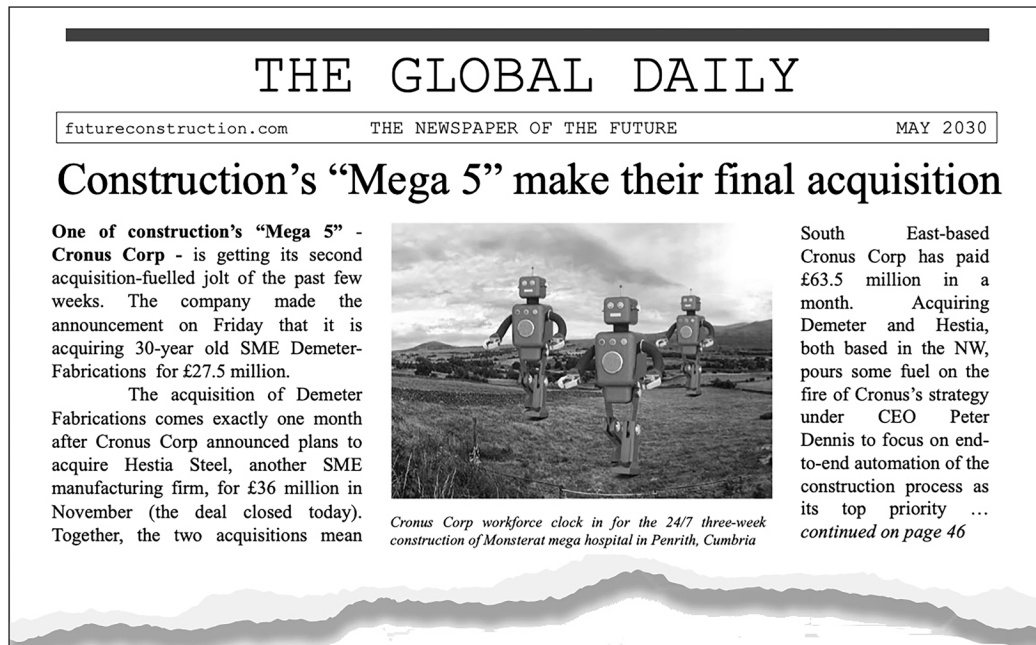 THE GLOBAL DAILY
futureconstruction.com THE NEWSPAPER OF THE FUTURE MAY 2030
Construction’s “Mega 5” make their final acquisition
One of construction’s “Mega 5” -
Cronus Corp - is getting its second
acquisition-fuelled jolt of the past few
weeks. The company made the
announcement on Friday that it is
acquiring 30-year old SME Demeter-
Fabrications for £27.5 million.
The acquisition of Demeter
Fabrications comes exactly one month
after Cronus Corp announced plans to
acquire Hestia Steel, another SME
manufacturing firm, for £36 million in
November (the deal closed today).
Together, the two acquisitions mean
Cronus Corp workforce clock in for the 24/7 three-week
construction of Monsterat mega hospital in Penrith, Cumbria
South East-based
Cronus Corp has paid
£63.5 million in a
month. Acquiring
Demeter and Hestia,
both based in the NW,
pours some fuel on the
fire of Cronus’s strategy
under CEO Peter
Dennis to focus on end-
to-end automation of the
construction process as
its top priority …
continued on page 46